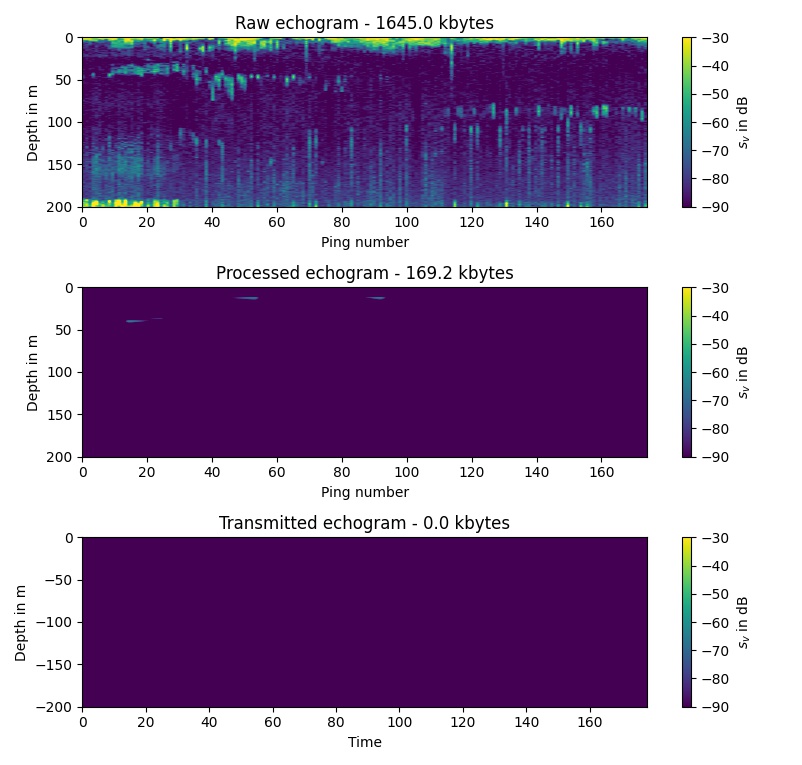 Raw echogram - 1645.0 kbytes
0
50
100
150
200
Depth in m
0 20 40 60 80 100 120 140 160
Ping number
−30
−40
−50
−60
−70
−80
−90
sv in dB
Processed echogram - 169.2 kbytes
0
50
100
150
200
Depth in m
0 20 40 60 80 100 120 140 160
Ping number
−30
−40
−50
−60
−70
−80
−90
sv in dB
Transmitted echogram - 0.0 kbytes
0
−50
−100
−150
−200
Depth in m
0 20 40 60 80 100 120 140 160
Time
−30
−40
−50
−60
−70
−80
−90
sv in dB